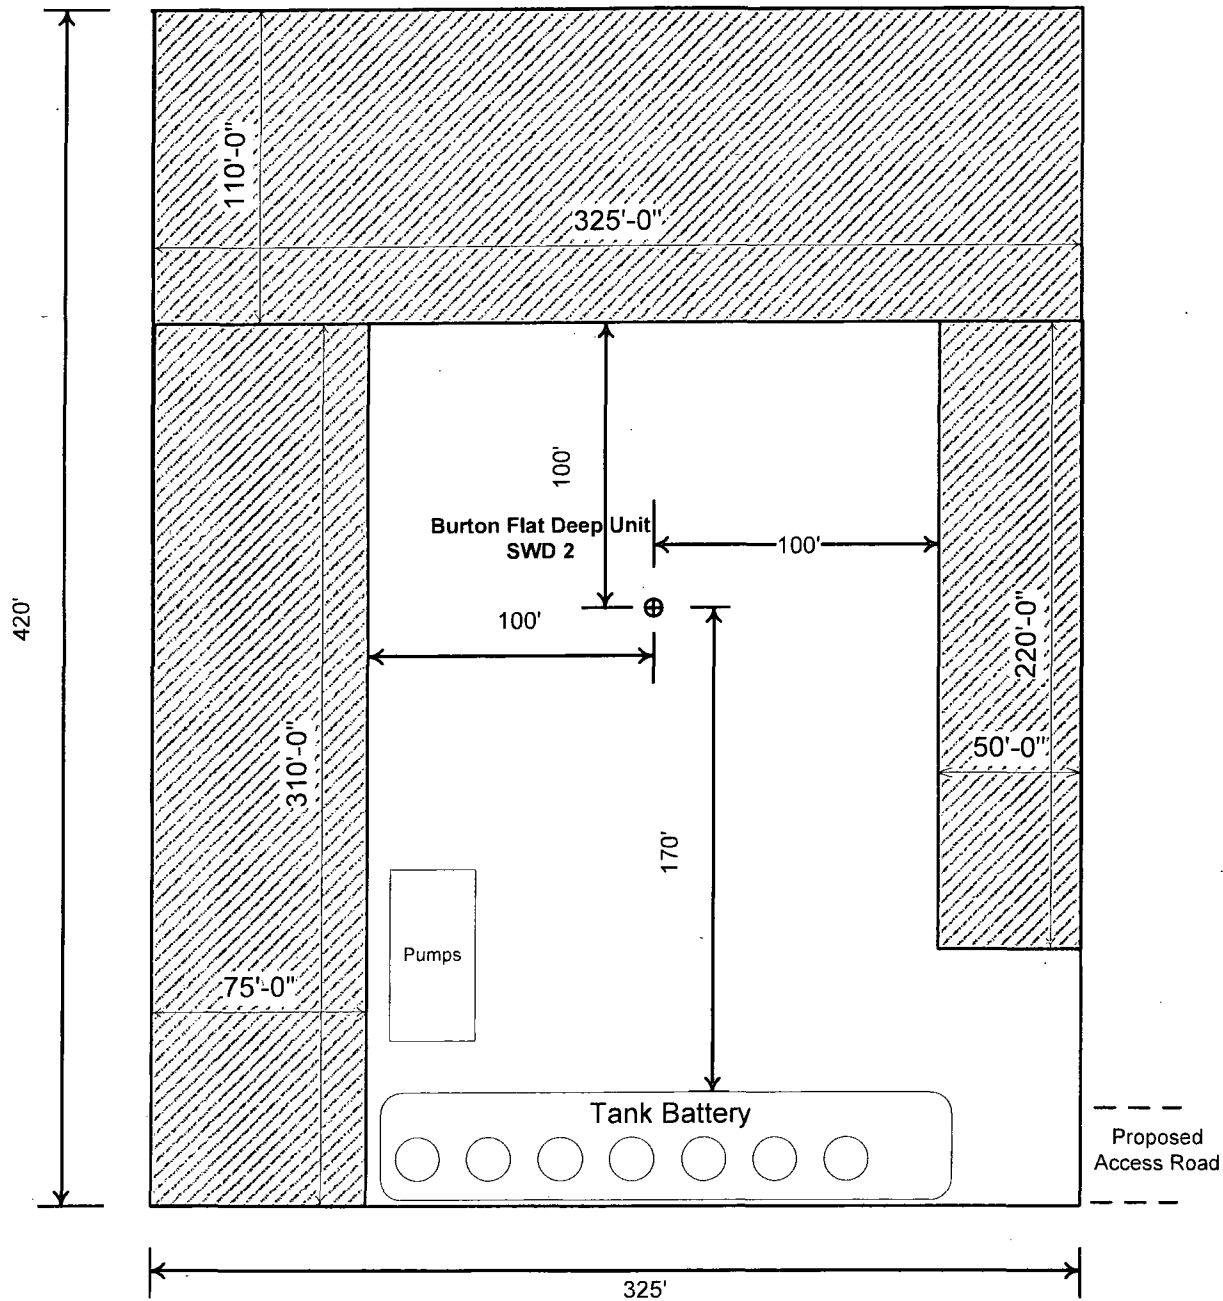 110'-0"
325'-0"
100'
Burton Flat Deep Unit
SWD 2
100'
100'
420'
220'-0"
310'-0"
50'-0"
170'
Pumps
75'-0"
Tank Battery
Proposed
Access Road
325'